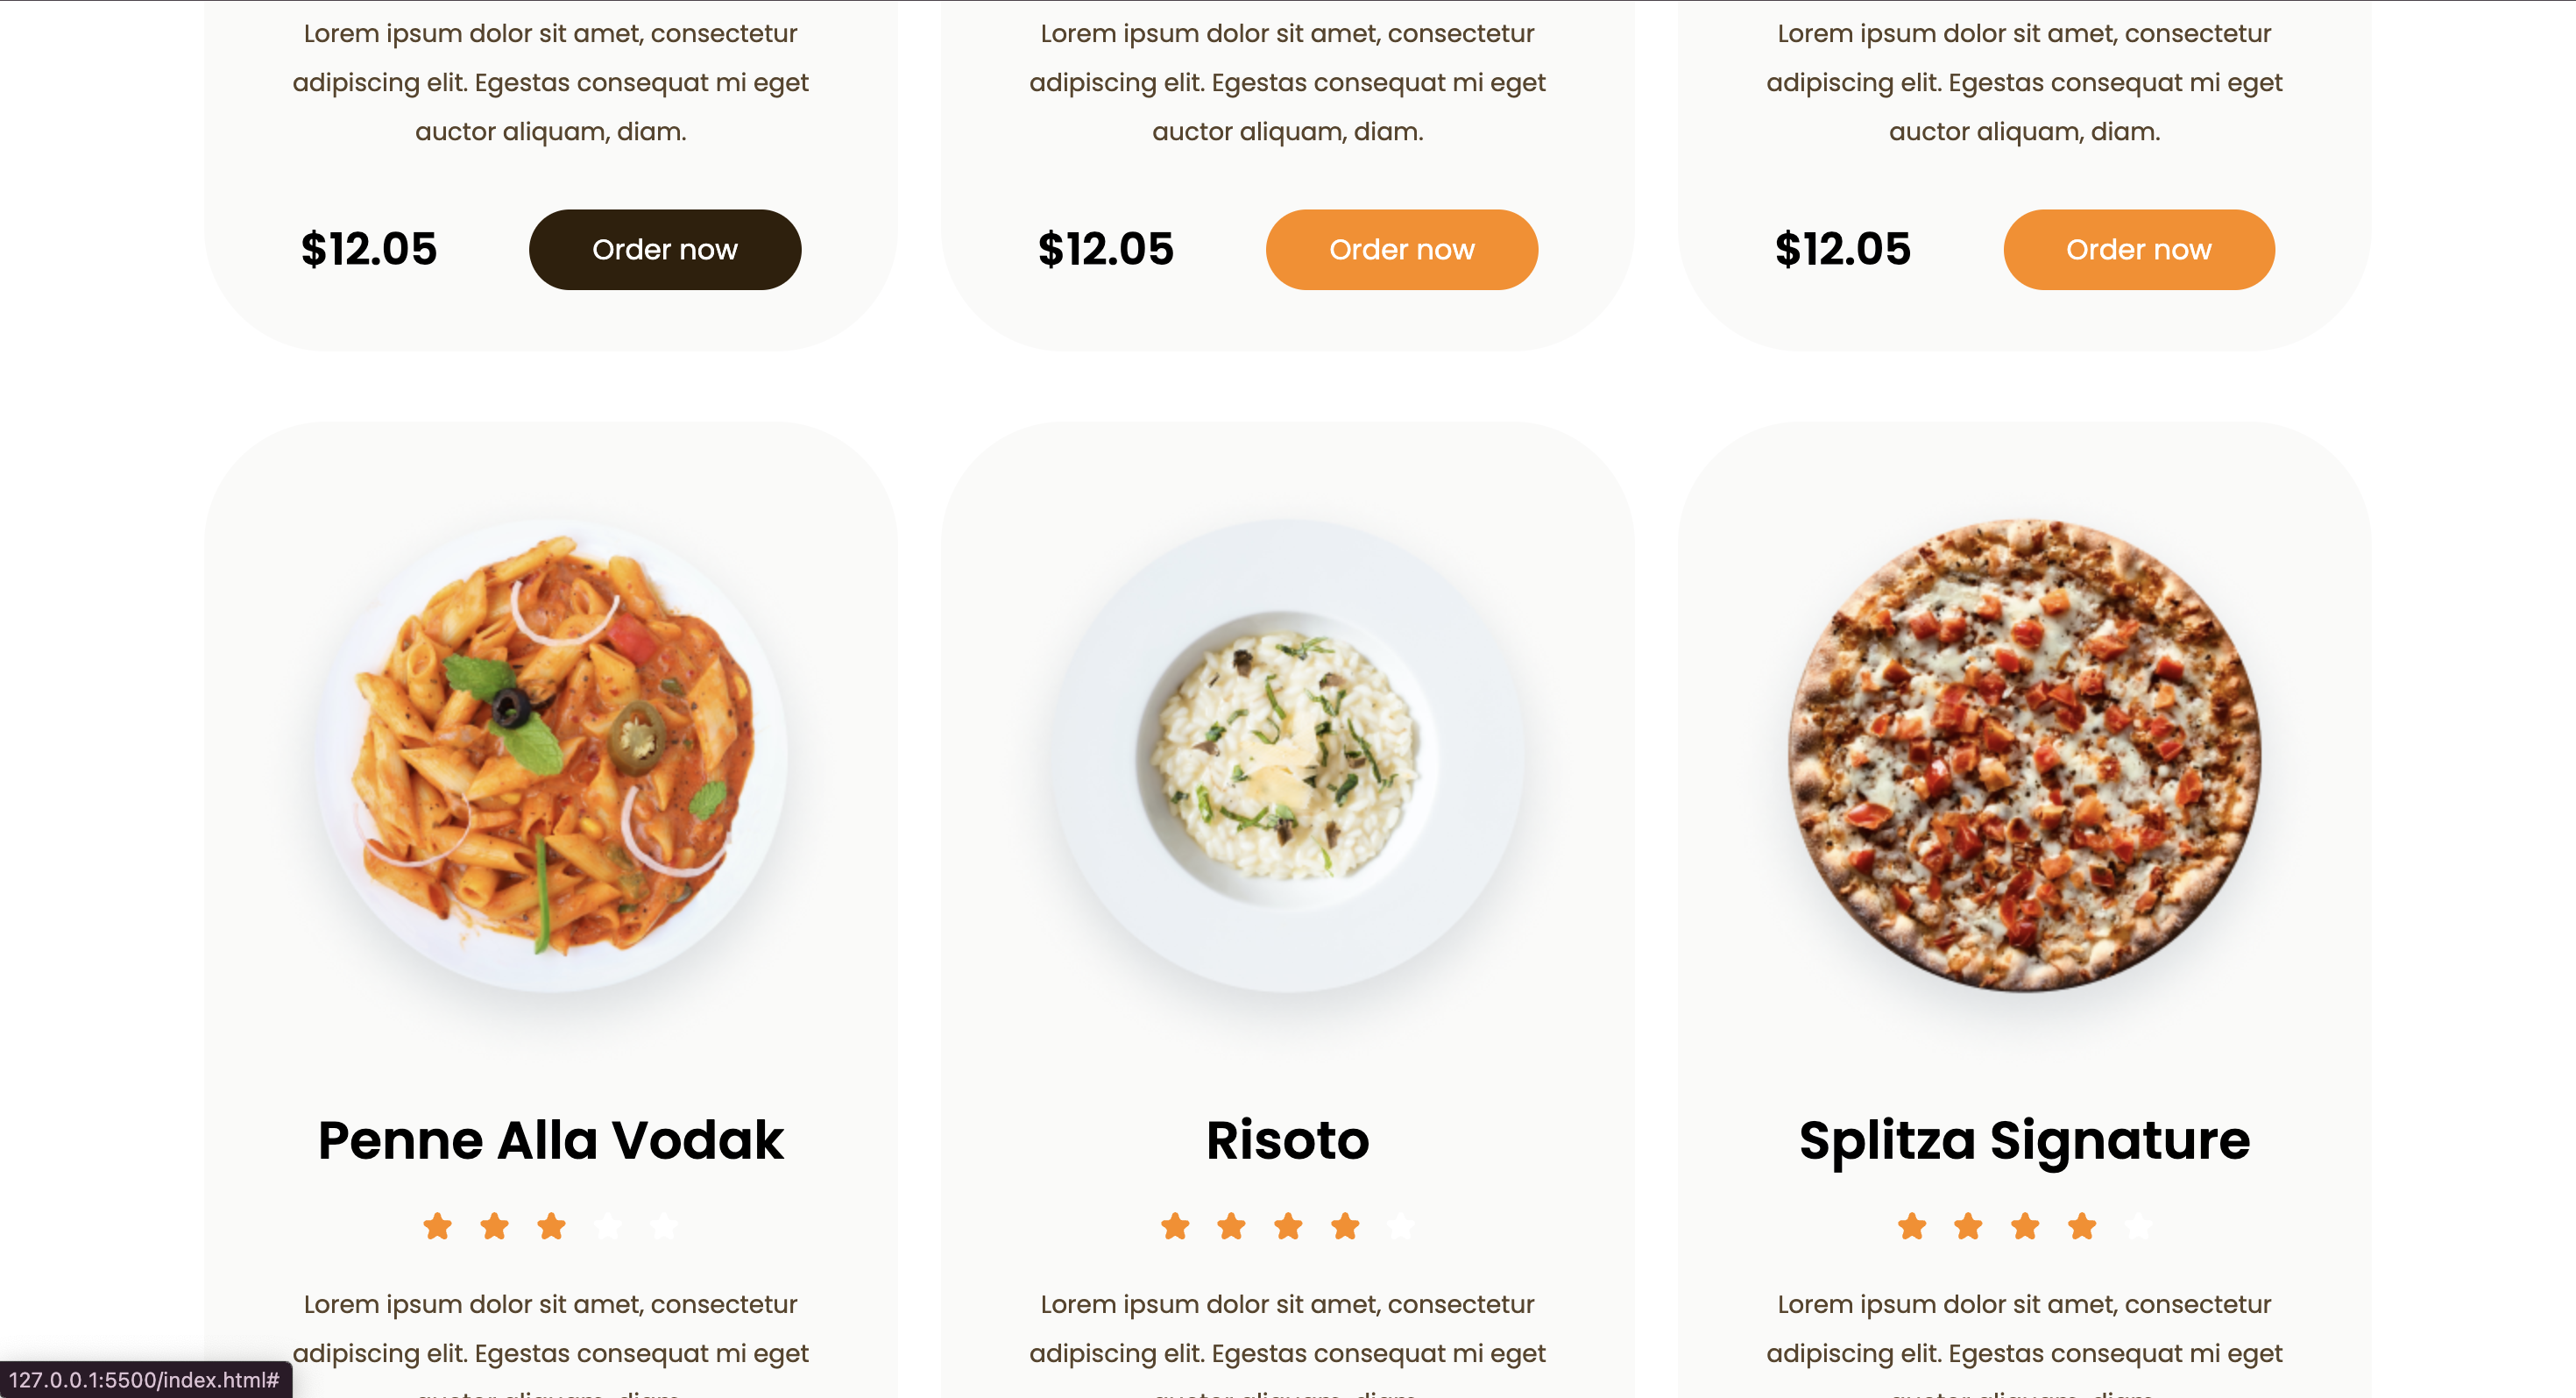 Lorem ipsum dolor sit amet, consectetur
adipiscing elit. Egestas consequat mi eget
auctor aliquam, diam.
$12.05 Order now
Lorem ipsum dolor sit amet, consectetur
adipiscing elit. Egestas consequat mi eget
auctor aliquam, diam.
$12.05 Order now
Lorem ipsum dolor sit amet, consectetur
adipiscing elit. Egestas consequat mi eget
auctor aliquam, diam.
$12.05 Order now
Penne Alla Vodak
Lorem ipsum dolor sit amet, consectetur
adipiscing elit. Egestas consequat mi eget
Risoto
Lorem ipsum dolor sit amet, consectetur
adipiscing elit. Egestas consequat mi eget
Splitza Signature
Lorem ipsum dolor sit amet, consectetur
adipiscing elit. Egestas consequat mi eget
127.0.0.1:5500/index.html#